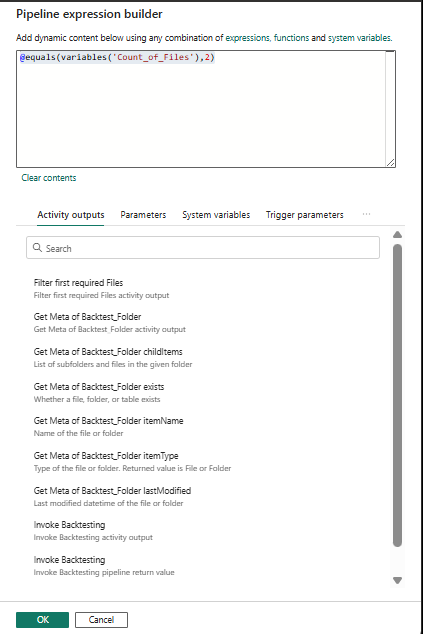 Pipeline expression builder
Add dynamic content below using any combination of expressions, functions and system variables.
@equals(variables('Count_of_Files'),2)
Clear contents
Activity outputs Parameters System variables Trigger parameters ...
Search
Filter first required Files
Filter first required Files activity output
Get Meta of Backtest_Folder
Get Meta of Backtest_Folder activity output
Get Meta of Backtest_Folder childItems
List of subfolders and files in the given folder
Get Meta of Backtest_Folder exists
Whether a file, folder, or table exists
Get Meta of Backtest_Folder itemName
Name of the file or folder
Get Meta of Backtest_Folder itemType
Type of the file or folder. Returned value is File or Folder
Get Meta of Backtest_Folder lastModified
Last modified datetime of the file or folder
Invoke Backtesting
Invoke Backtesting activity output
Invoke Backtesting
Invoke Backtesting pipeline return value
OK Cancel